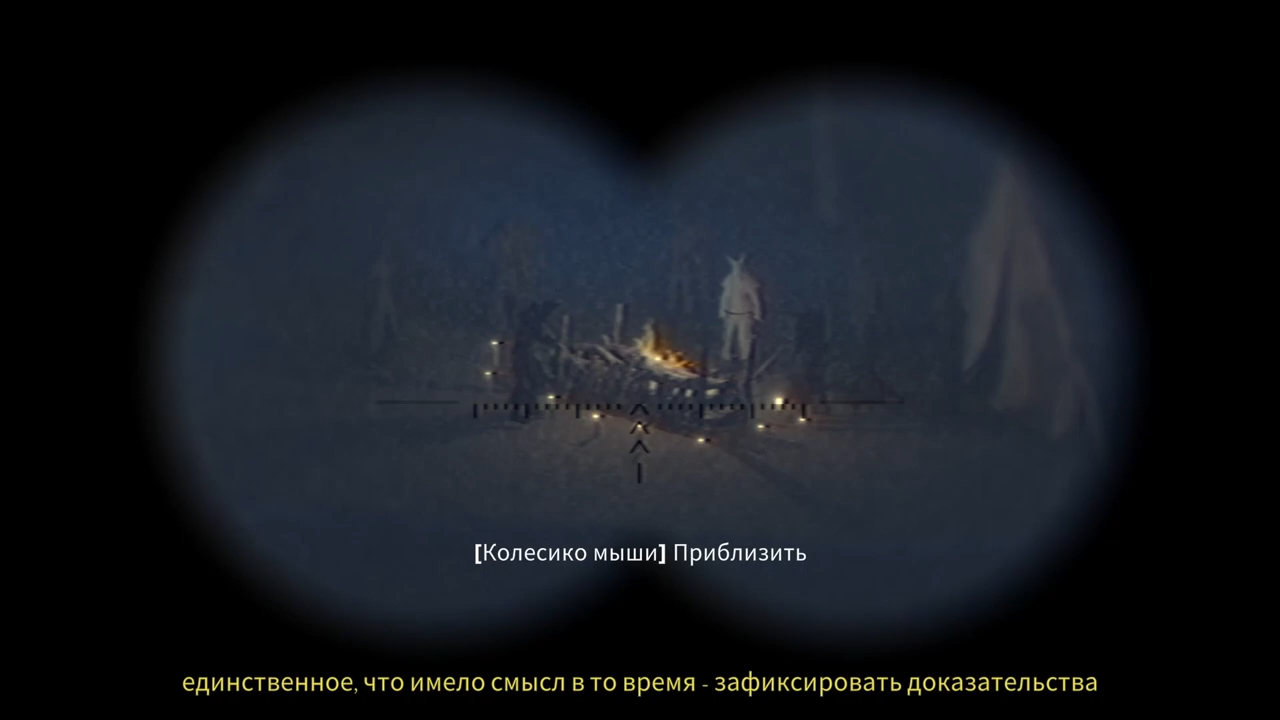 [Колесико мыши] Приблизить
единственное, что имело смысл в то время - зафиксировать доказательства